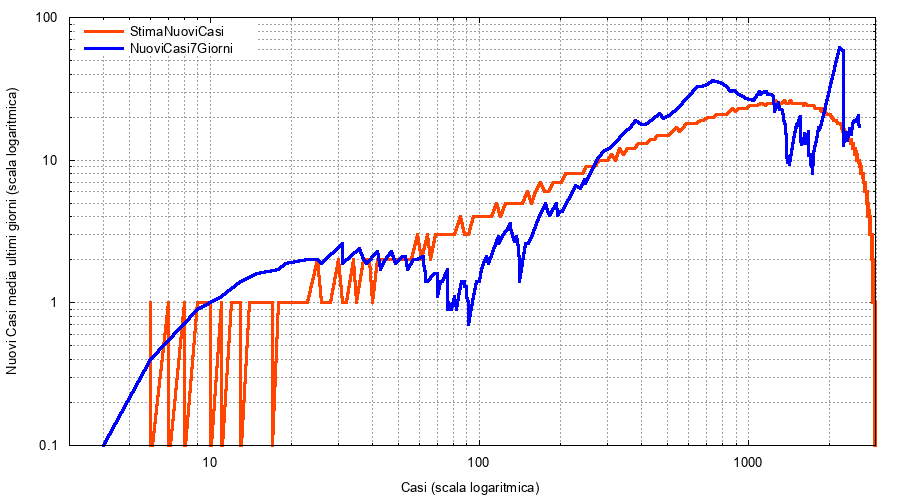 100
StimaNuoviCasi
NuoviCasi7Giorni
10
1
0.1
10
100
1000
Nuovi Casi media ultimi giorni (scala logaritmica)
Casi (scala logaritmica)